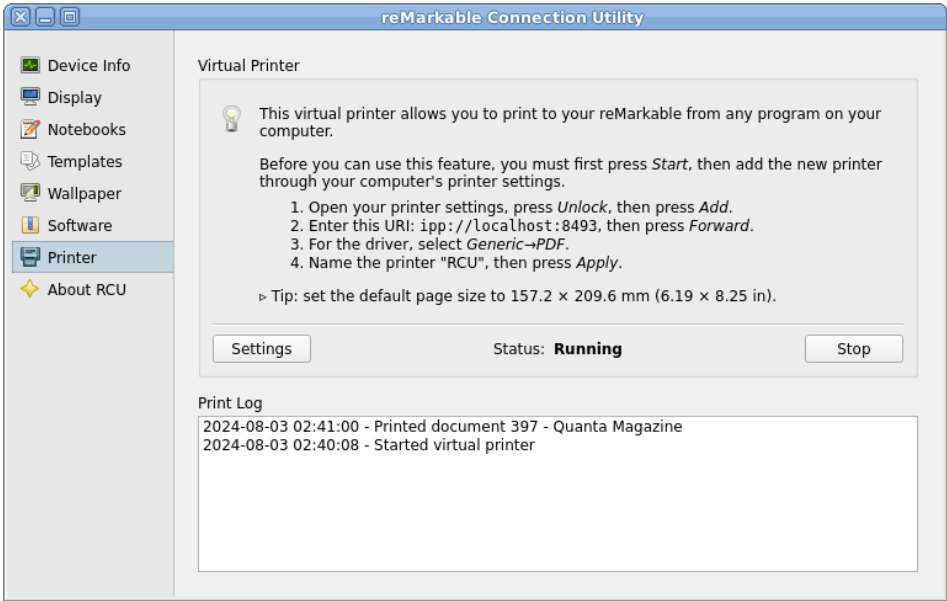 reMarkable Connection Utility
Device Info
Display
Notebooks
Templates
Wallpaper
Software
Printer
About RCU
Virtual Printer
This virtual printer allows you to print to your reMarkable from any program on your
computer.
Before you can use this feature, you must first press Start, then add the new printer
through your computer's printer settings.
1. Open your printer settings, press Unlock, then press Add.
2. Enter this URI: ipp://localhost:8493, then press Forward.
3. For the driver, select Generic→PDF.
4. Name the printer "RCU", then press Apply.
▹ Tip: set the default page size to 157.2 × 209.6 mm (6.19 × 8.25 in).
Settings
Status: Running
Stop
Print Log
2024-08-03 02:41:00 - Printed document 397 - Quanta Magazine
2024-08-03 02:40:08 - Started virtual printer